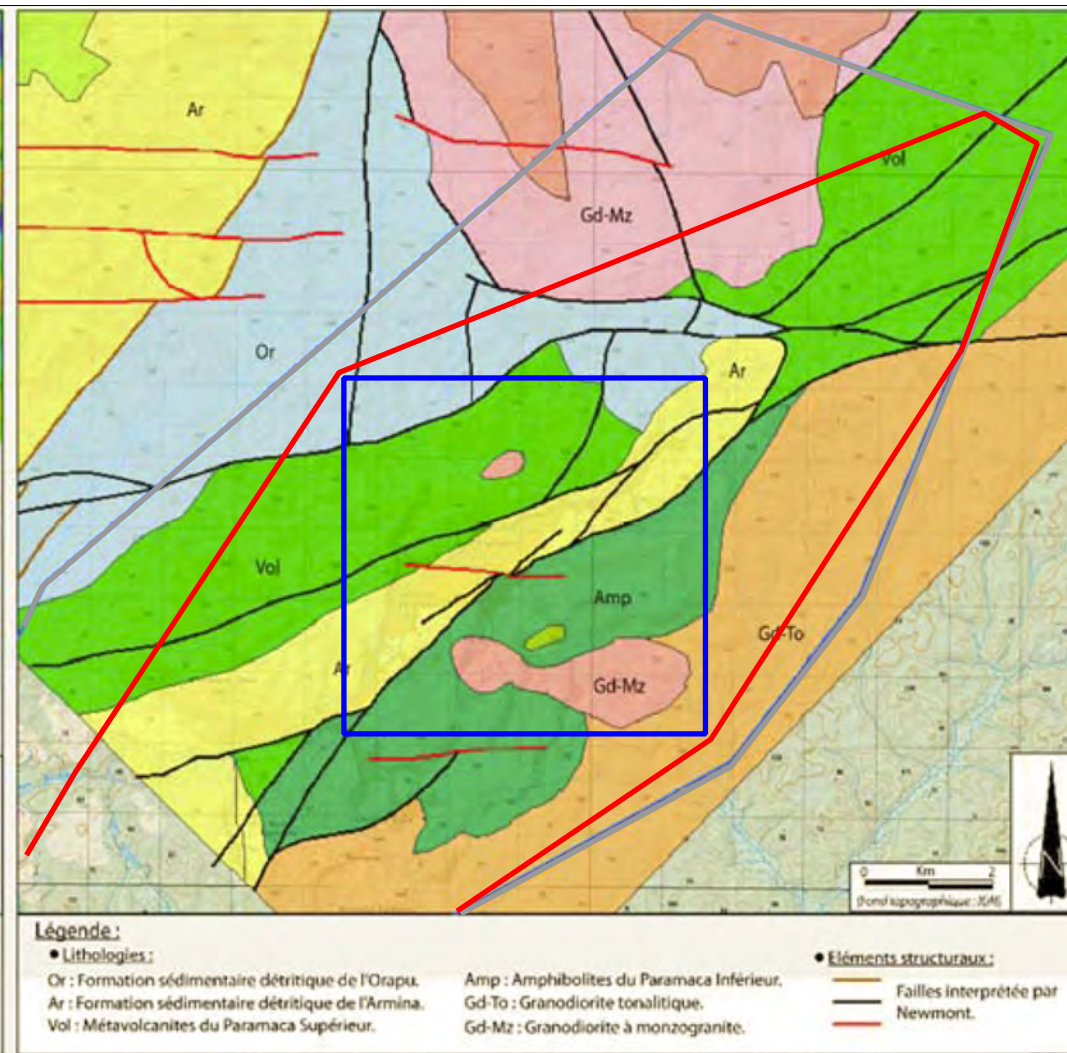 Ar
Vol
Gd-Mz
Or
Ar
Vol
Amp
Gd-To
Ar
Gd-Mz
0 Km 2
Légende :
• Lithologies :
Or : Formation sédimentaire détritique de l'Orapu.
Ar : Formation sédimentaire détritique de l'Armina.
Vol : Métavolcanites du Paramaca Supérieur.
Amp : Amphibolites du Paramaca Inférieur.
Gd-To : Granodiorite tonalitique.
Gd-Mz : Granodiorite à monzogranite.
• Eléments structuraux :
Failles interprétée par
Newmont.